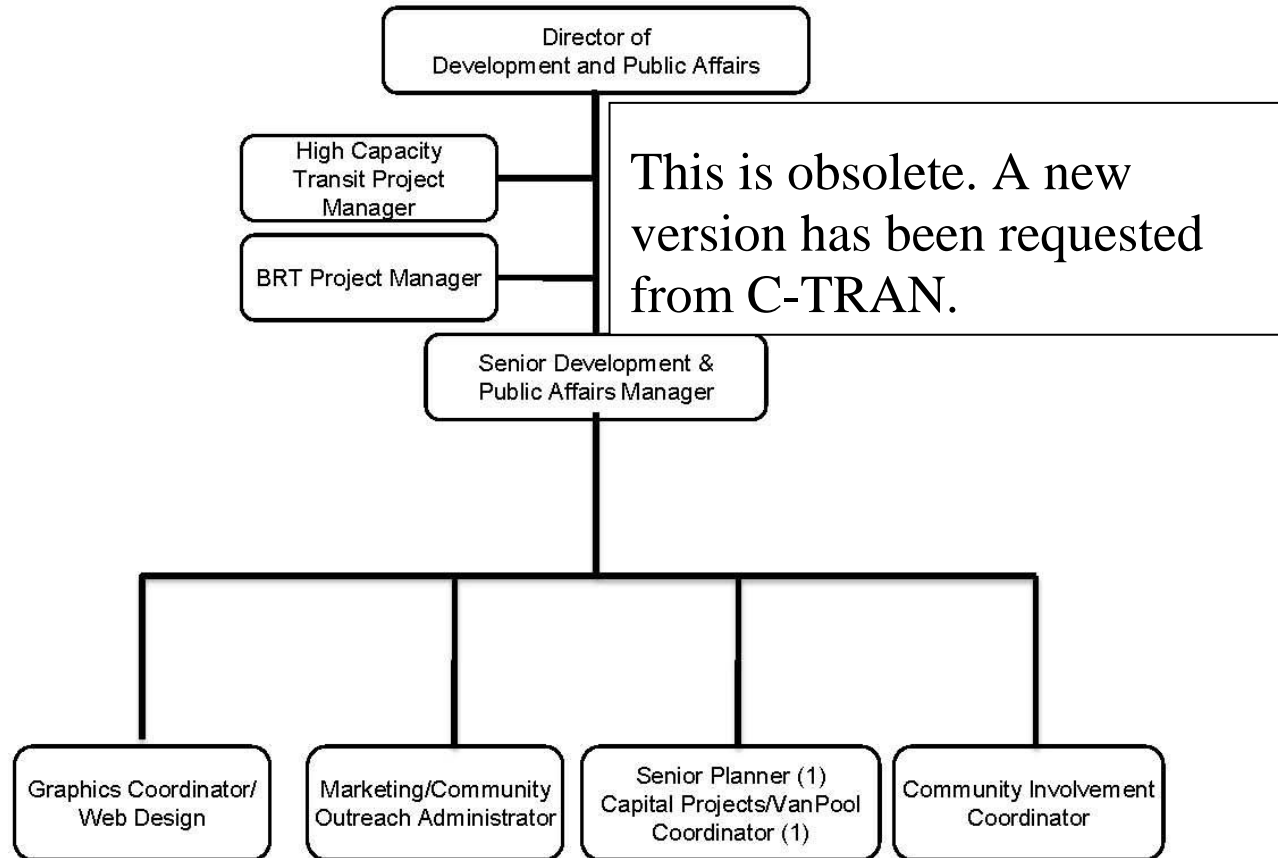 Director of
Development and Public Affairs
High Capacity
Transit Project
Manager
This is obsolete. A new
version has been requested
from C-TRAN.
BRT Project Manager
Senior Development &
Public Affairs Manager
Graphics Coordinator/
Web Design
Marketing/Community
Outreach Administrator
Senior Planner (1)
Capital Projects/VanPool
Coordinator (1)
Community Involvement
Coordinator